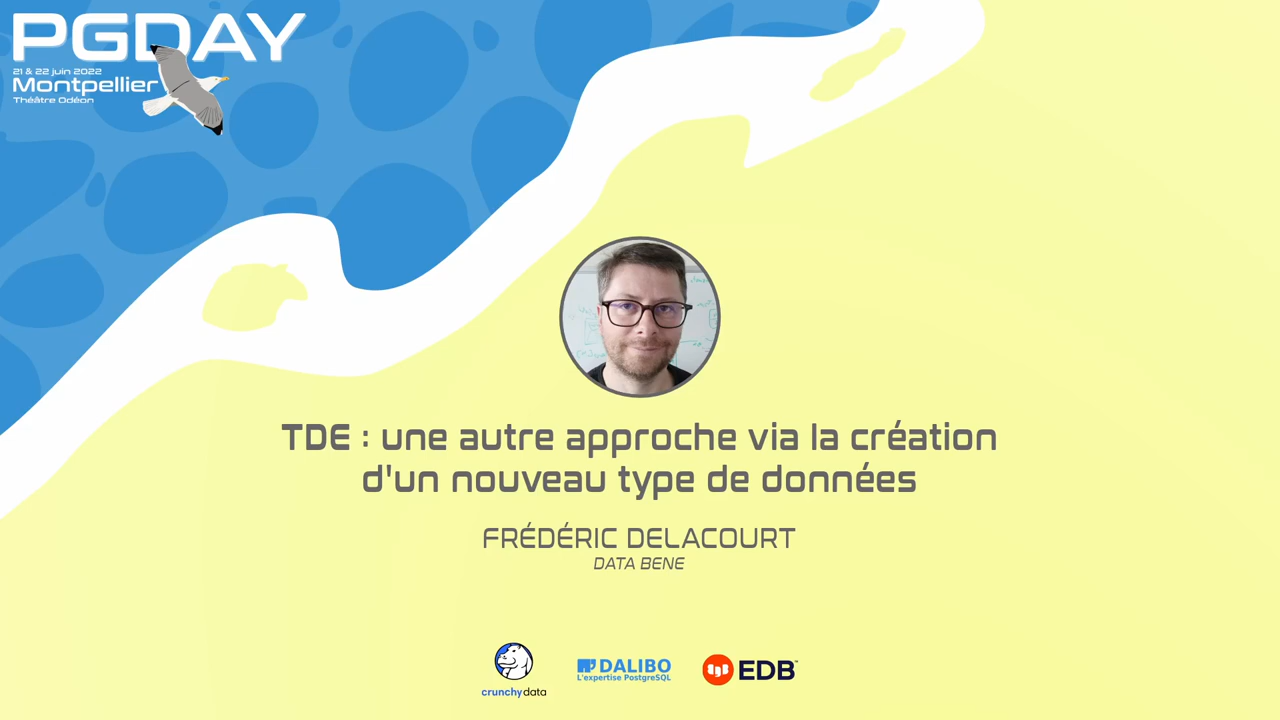 PGDAY
21 & 22 juin 2022
Montpellier
Théâtre Odéon
TDE : une autre approche via la création
d'un nouveau type de données
FRÉDÉRIC DELACOURT
DATA BENE
crunchydata
DALIBO
L'expertise PostgreSQL
EDB